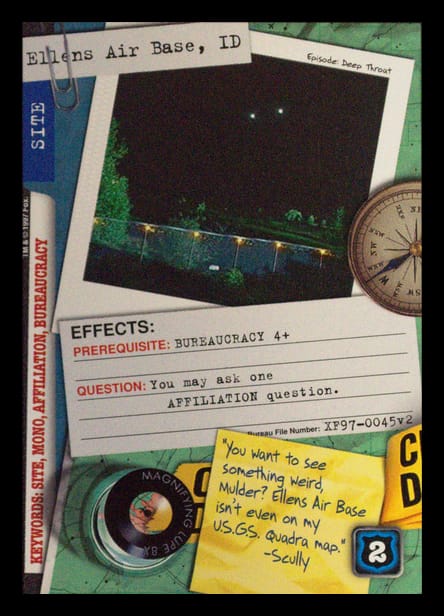 Ellens Air Base, ID
Episode: Deep Throat
SITE
TM & © 1997 Fox
KEYWORDS: SITE, MONO, AFFILIATION, BUREAUCRACY
EFFECTS:
PREREQUISITE: BUREAUCRACY 4+
QUESTION: You may ask one
AFFILIATION question.
Bureau File Number: XF97-0045v2
MAGNIFYING LUPE 8X
"You want to see
something weird,
Mulder? Ellens Air Base
isn't even on my
U.S.G.S. quadra map."
-Scully
2